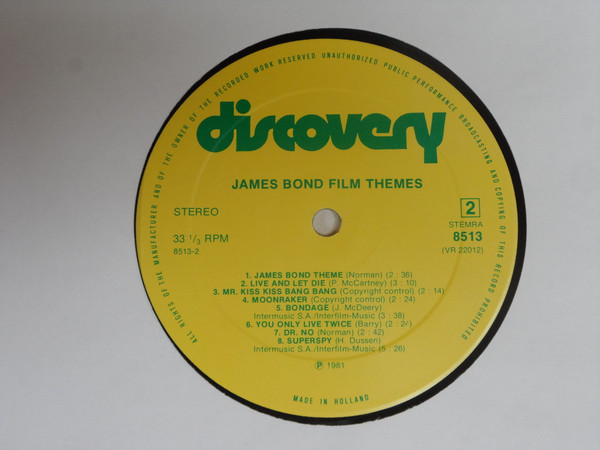 ALL RIGHTS OF THE MANUFACTURER AND OF THE OWNER OF THE RECORDED WORK RESERVED UNAUTHORIZED PUBLIC PERFORMANCE BROADCASTING AND COPYING OF THIS RECORD PROHIBITED
discovery
JAMES BOND FILM THEMES
STEREO
2
STEMRA
33 1/3 RPM
8513
8513-2
(VR 22012)
1. JAMES BOND THEME (Norman) (2 : 36)
2. LIVE AND LET DIE (P. McCartney) (3 : 10)
3. MR. KISS KISS BANG BANG (Copyright control) (2 : 14)
4. MOONRAKER (Copyright control) (2 : 24)
5. BONDAGE (J. McDeery)
Intermusic S.A./Interfilm-Music (3 : 38)
6. YOU ONLY LIVE TWICE (Barry) (2 : 24)
7. DR. NO (Norman) (2 : 42)
8. SUPERSPY (H. Dussen)
Intermusic S.A./Interfilm-Music (5 : 26)
℗ 1981
MADE IN HOLLAND